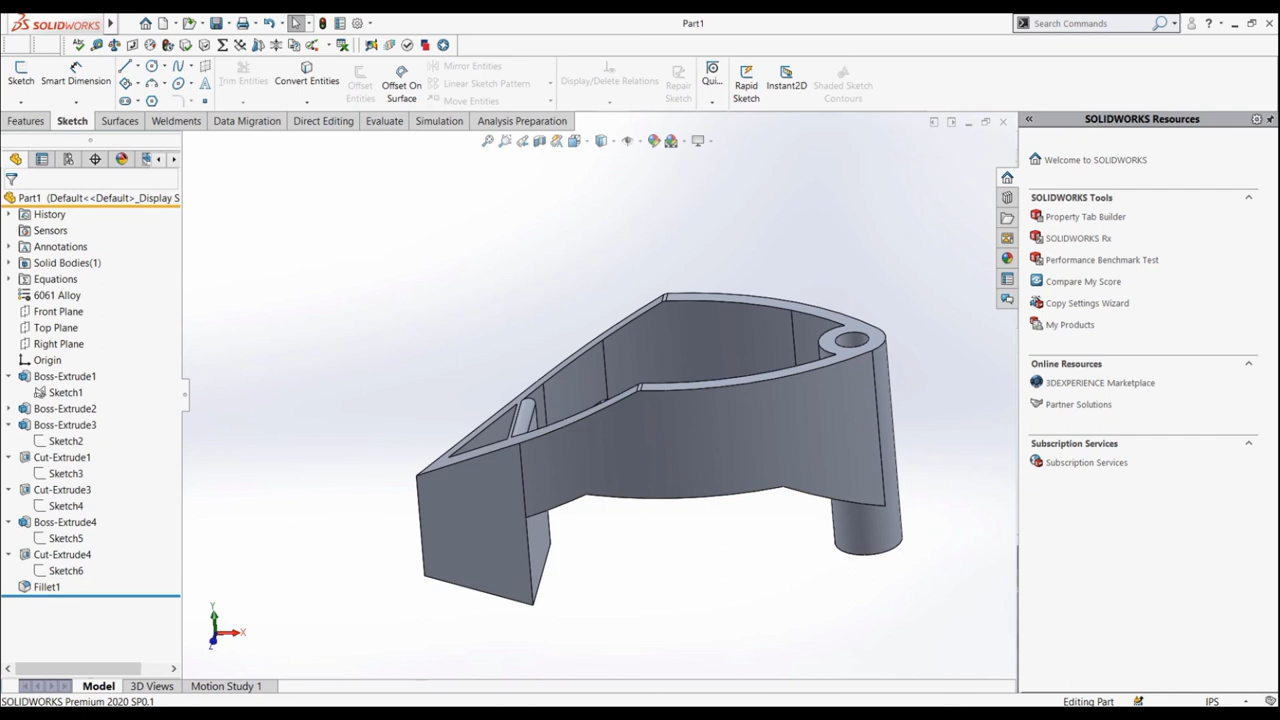 SOLIDWORKS
Part1
Search Commands
Sketch
Smart Dimension
Trim Entities
Convert Entities
Offset Entities
Offset On Surface
Mirror Entities
Linear Sketch Pattern
Move Entities
Display/Delete Relations
Repair Sketch
Qui...
Rapid Sketch
Instant2D
Shaded Sketch Contours
Features Sketch Surfaces Weldments Data Migration Direct Editing Evaluate Simulation Analysis Preparation
SOLIDWORKS Resources
Part1 (Default<<Default>_Display S
History
Sensors
Annotations
Solid Bodies(1)
Equations
6061 Alloy
Front Plane
Top Plane
Right Plane
Origin
Boss-Extrude1
Sketch1
Boss-Extrude2
Boss-Extrude3
Sketch2
Cut-Extrude1
Sketch3
Cut-Extrude3
Sketch4
Boss-Extrude4
Sketch5
Cut-Extrude4
Sketch6
Fillet1
Y
X
Z
Welcome to SOLIDWORKS
SOLIDWORKS Tools
Property Tab Builder
SOLIDWORKS Rx
Performance Benchmark Test
Compare My Score
Copy Settings Wizard
My Products
Online Resources
3DEXPERIENCE Marketplace
Partner Solutions
Subscription Services
Subscription Services
Model 3D Views Motion Study 1
SOLIDWORKS Premium 2020 SP0.1
Editing Part
IPS